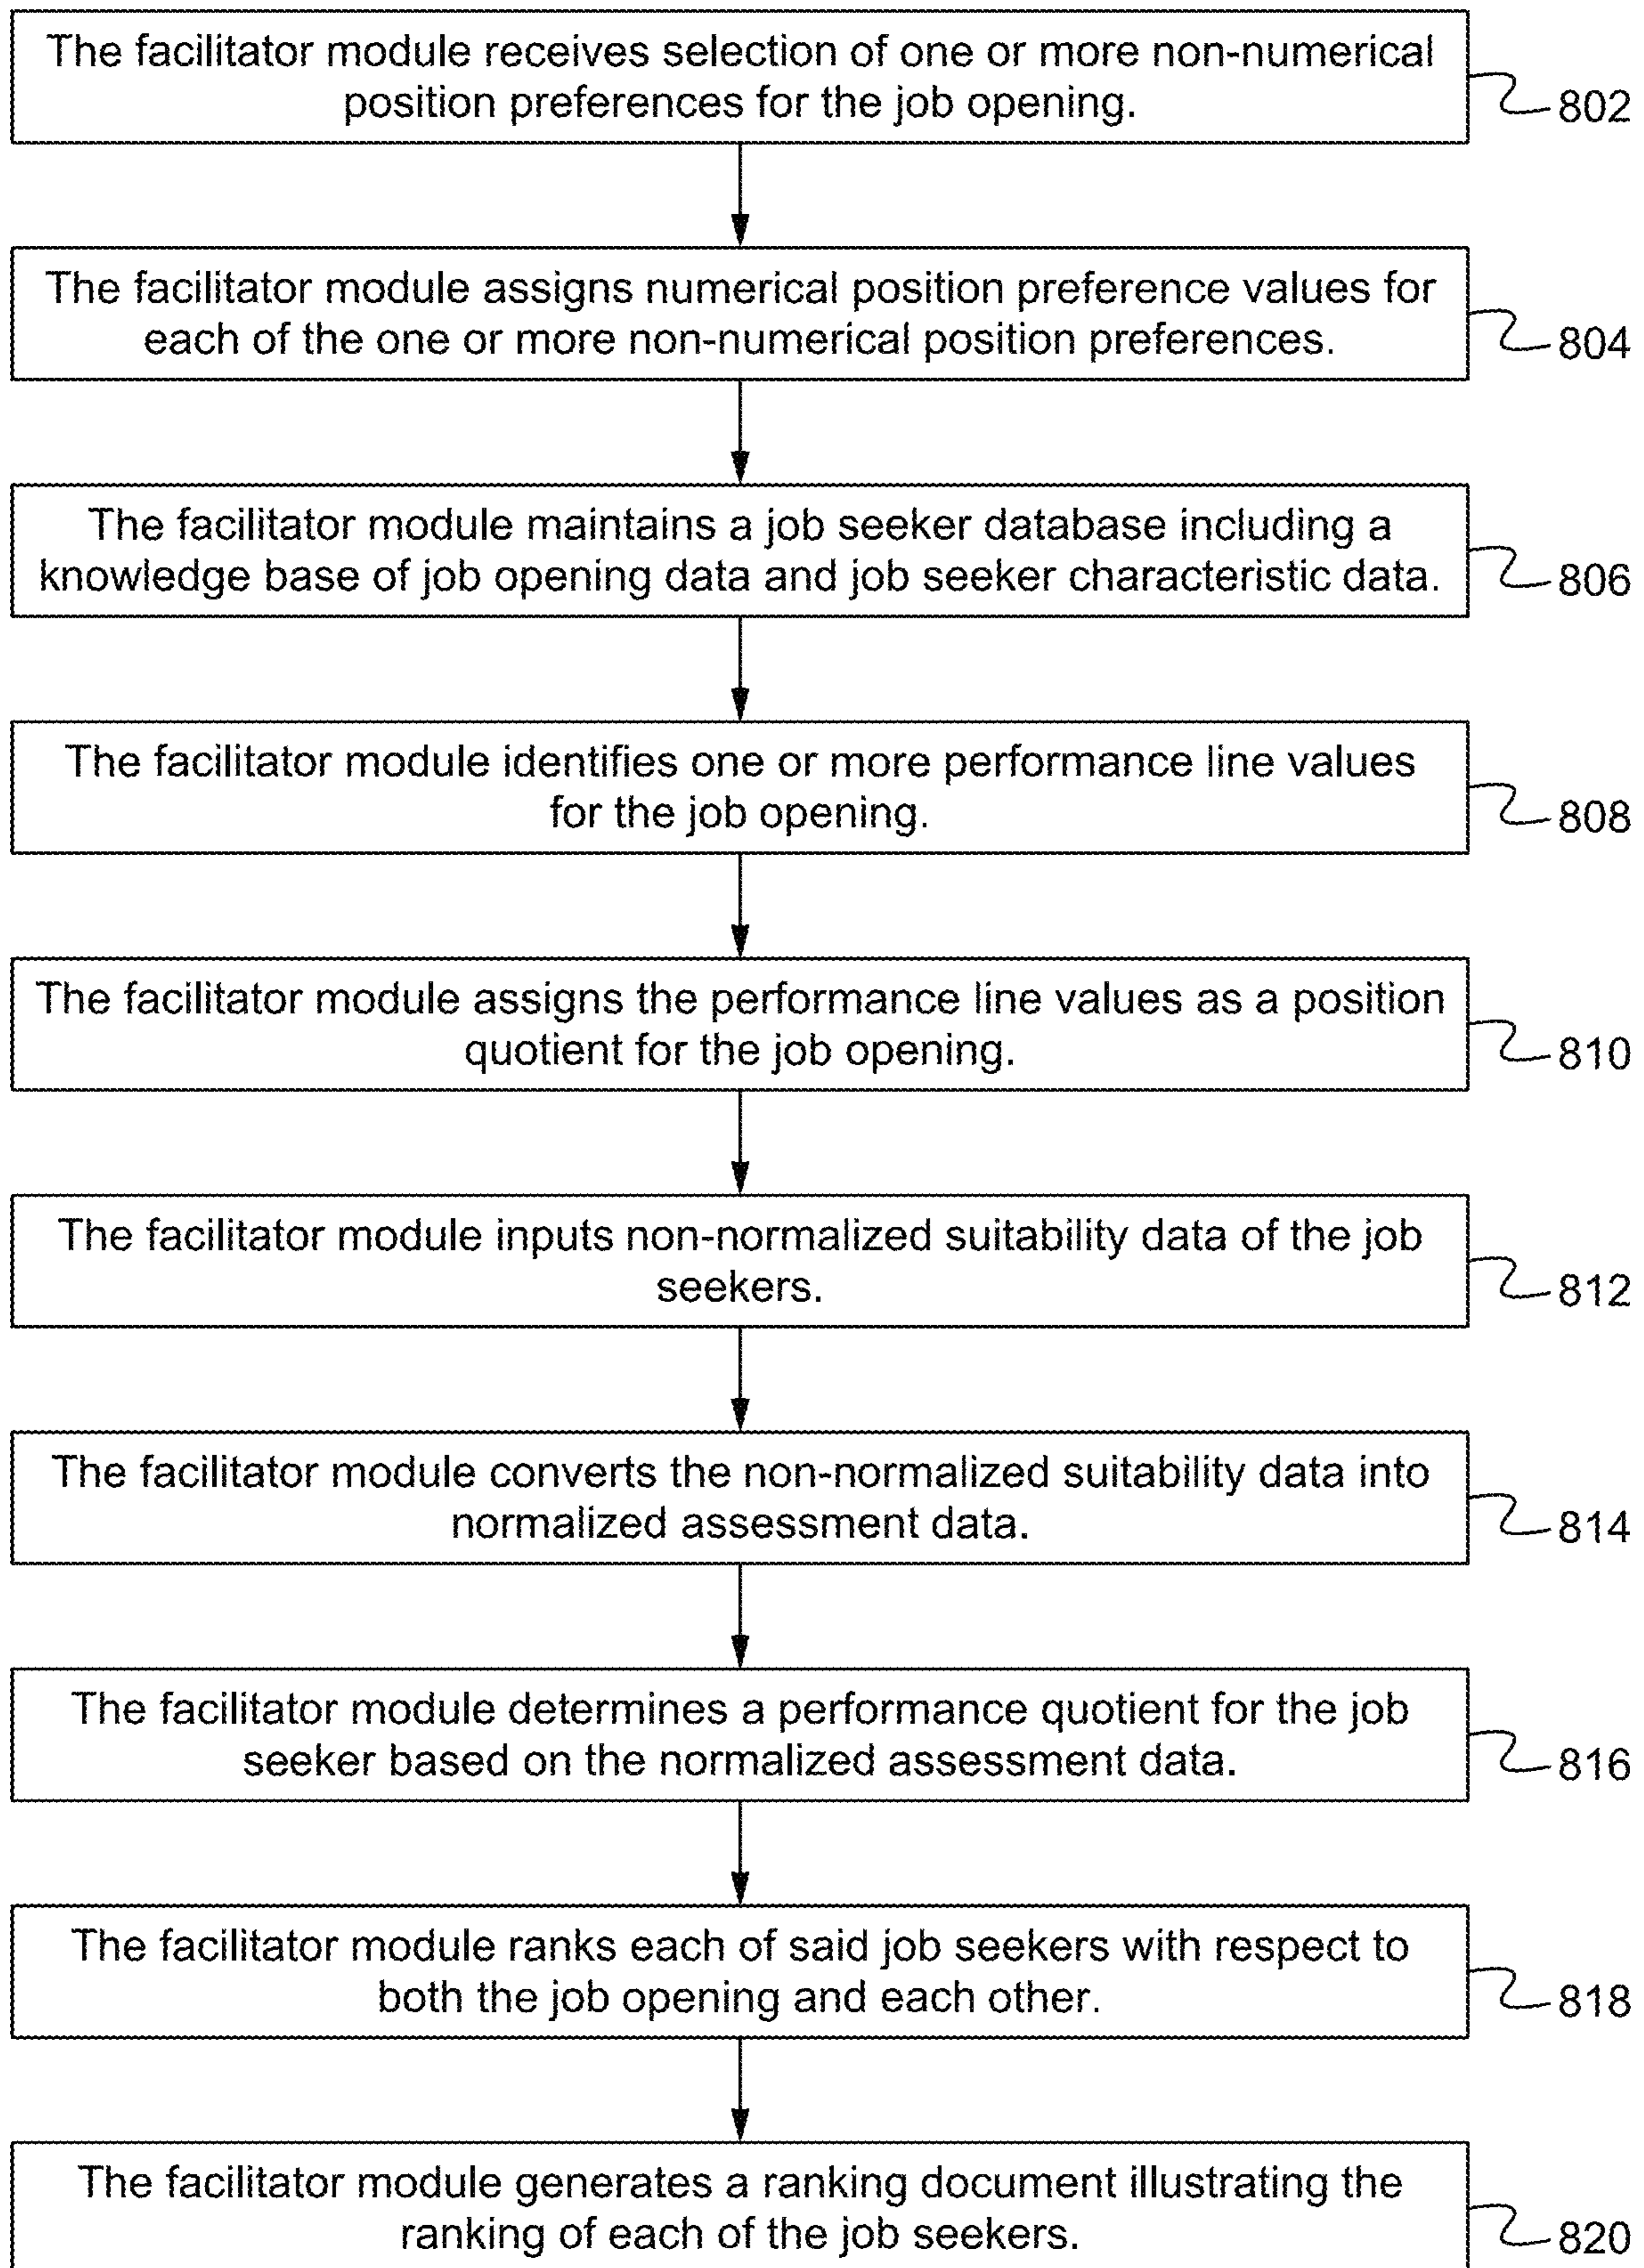 The facilitator module receives selection of one or more non-numerical
position preferences for the job opening.
802
The facilitator module assigns numerical position preference values for
each of the one or more non-numerical position preferences.
804
The facilitator module maintains a job seeker database including a
knowledge base of job opening data and job seeker characteristic data.
806
The facilitator module identifies one or more performance line values
for the job opening.
808
The facilitator module assigns the performance line values as a position
quotient for the job opening.
810
The facilitator module inputs non-normalized suitability data of the job
seekers.
812
The facilitator module converts the non-normalized suitability data into
normalized assessment data.
814
The facilitator module determines a performance quotient for the job
seeker based on the normalized assessment data.
816
The facilitator module ranks each of said job seekers with respect to
both the job opening and each other.
818
The facilitator module generates a ranking document illustrating the
ranking of each of the job seekers.
820